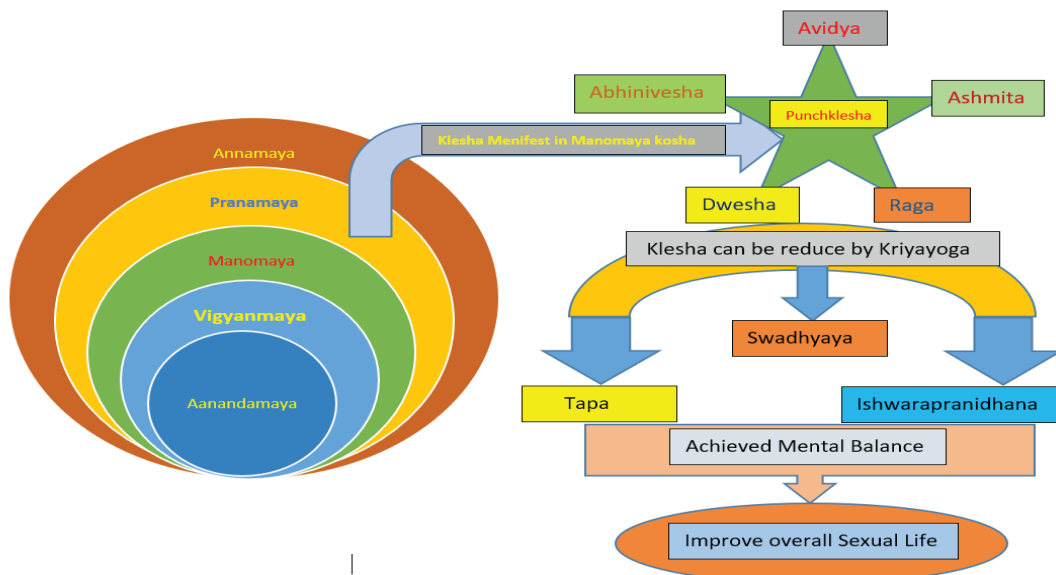 Annamaya
Pranamaya
Manomaya
Vigyanmaya
Aanandamaya
Klesha Menifest in Manomaya kosha
Avidya
Abhinivesha
Ashmita
Punchklesha
Dwesha
Raga
Klesha can be reduce by Kriyayoga
Swadhyaya
Tapa
Ishwarapranidhana
Achieved Mental Balance
Improve overall Sexual Life